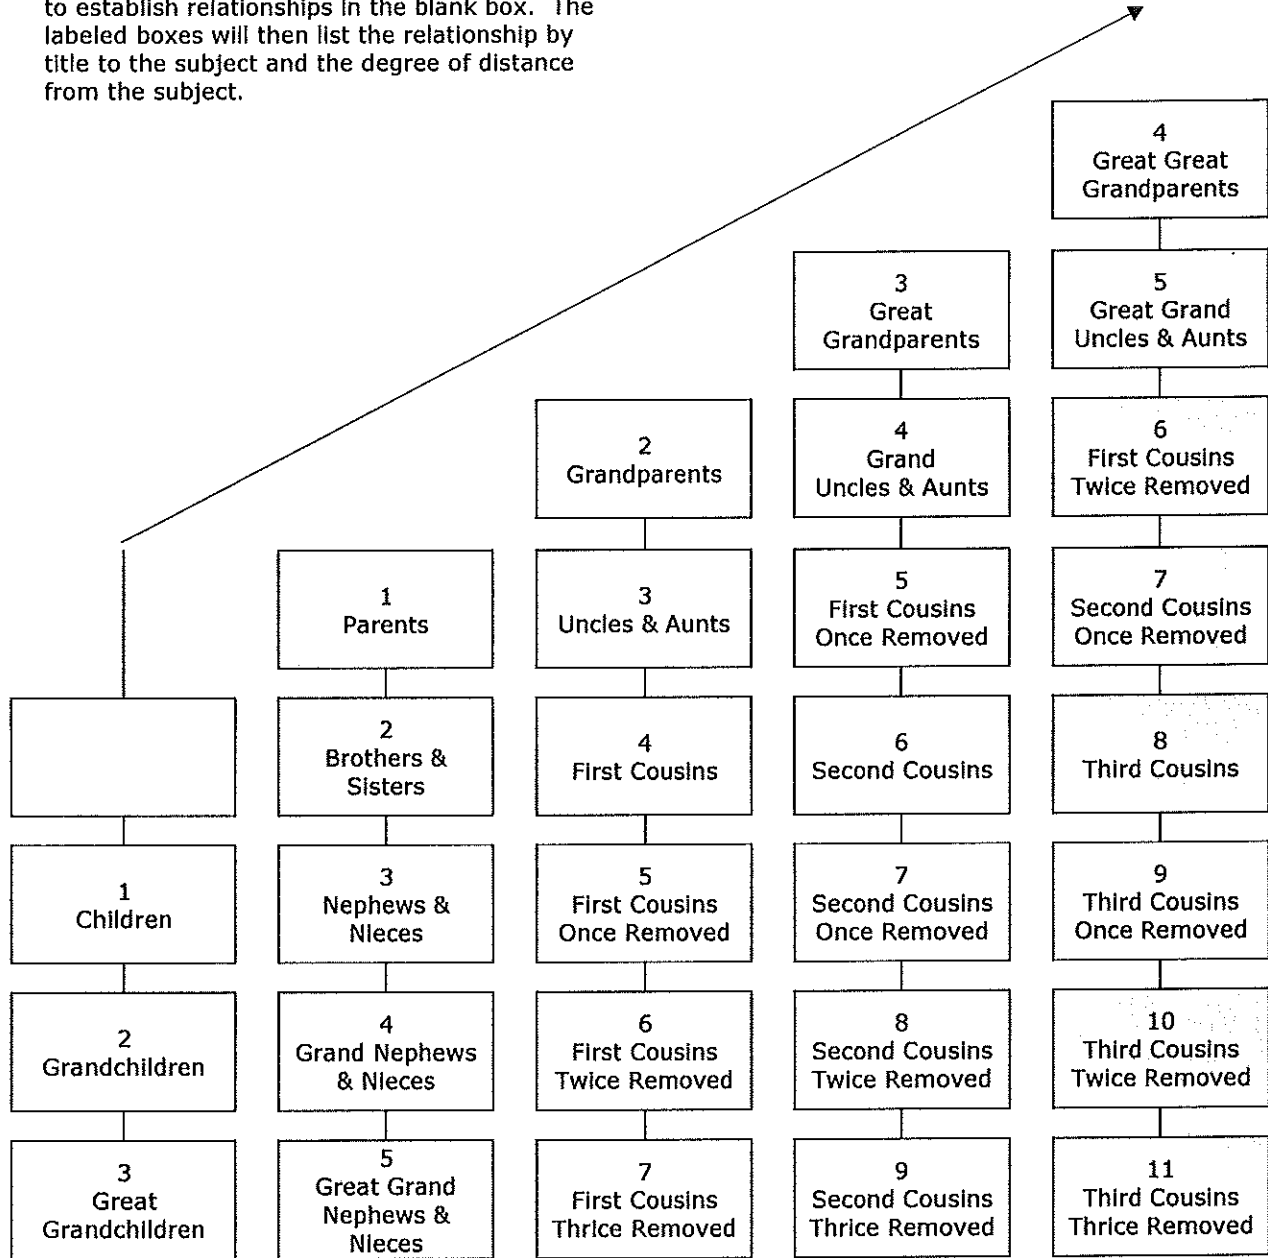 to establish relationships in the blank box. The
labeled boxes will then list the relationship by
title to the subject and the degree of distance
from the subject.
4
Great Great
Grandparents
3
Great
Grandparents
5
Great Grand
Uncles & Aunts
2
Grandparents
4
Grand
Uncles & Aunts
6
First Cousins
Twice Removed
1
Parents
3
Uncles & Aunts
5
First Cousins
Once Removed
7
Second Cousins
Once Removed
2
Brothers &
Sisters
4
First Cousins
6
Second Cousins
8
Third Cousins
1
Children
3
Nephews &
Nieces
5
First Cousins
Once Removed
7
Second Cousins
Once Removed
9
Third Cousins
Once Removed
2
Grandchildren
4
Grand Nephews
& Nieces
6
First Cousins
Twice Removed
8
Second Cousins
Twice Removed
10
Third Cousins
Twice Removed
3
Great
Grandchildren
5
Great Grand
Nephews &
Nieces
7
First Cousins
Thrice Removed
9
Second Cousins
Thrice Removed
11
Third Cousins
Thrice Removed